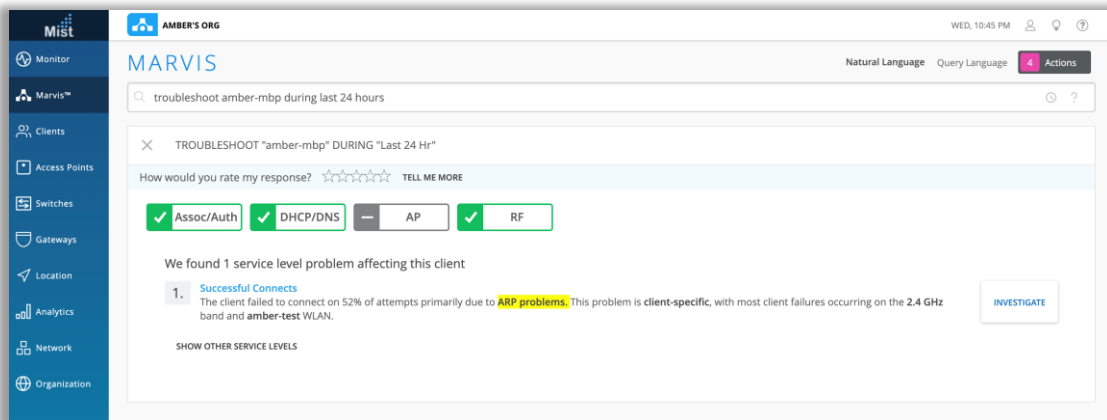 Mist
AMBER'S ORG
WED, 10:45 PM
Monitor
Marvis™
Clients
Access Points
Switches
Gateways
Location
Analytics
Network
Organization
MARVIS
Natural Language Query Language 4 Actions
troubleshoot amber-mbp during last 24 hours
TROUBLESHOOT "amber-mbp" DURING "Last 24 Hr"
How would you rate my response? TELL ME MORE
Assoc/Auth DHCP/DNS AP RF
We found 1 service level problem affecting this client
1. Successful Connects
The client failed to connect on 52% of attempts primarily due to ARP problems. This problem is client-specific, with most client failures occurring on the 2.4 GHz
band and amber-test WLAN.
INVESTIGATE
SHOW OTHER SERVICE LEVELS